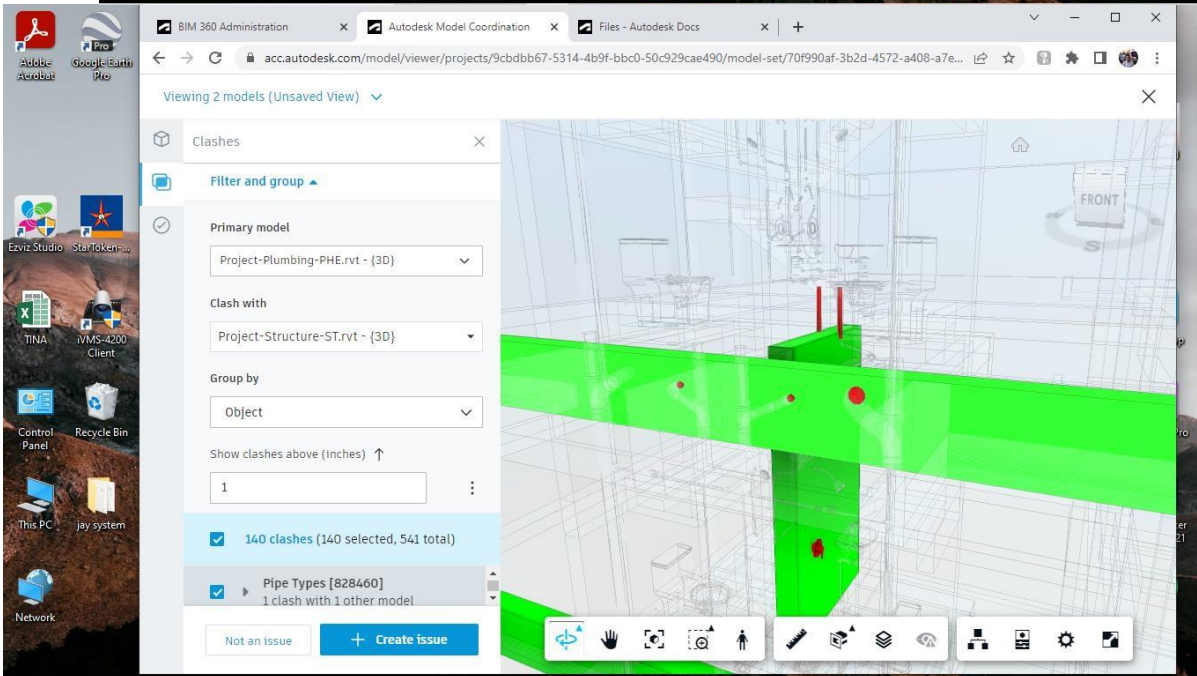 BIM 360 Administration
Autodesk Model Coordination
Files - Autodesk Docs
acc.autodesk.com/model/viewer/projects/9cbdbb67-5314-4b9f-bbc0-50c929cae490/model-set/70f990af-3b2d-4572-a408-a7e...
Viewing 2 models (Unsaved View)
Clashes
Filter and group
Primary model
Project-Plumbing-PHE.rvt - {3D}
Clash with
Project-Structure-ST.rvt - {3D}
Group by
Object
Show clashes above (inches)
1
140 clashes (140 selected, 541 total)
Pipe Types [828460]
1 clash with 1 other model
Not an issue
+ Create issue
FRONT
S
Adobe
Acrobat
Pro
Google Earth
Pro
Ezviz Studio
StarToken-...
TINA
iVMS-4200
Client
Control
Panel
Recycle Bin
This PC
jay system
Network